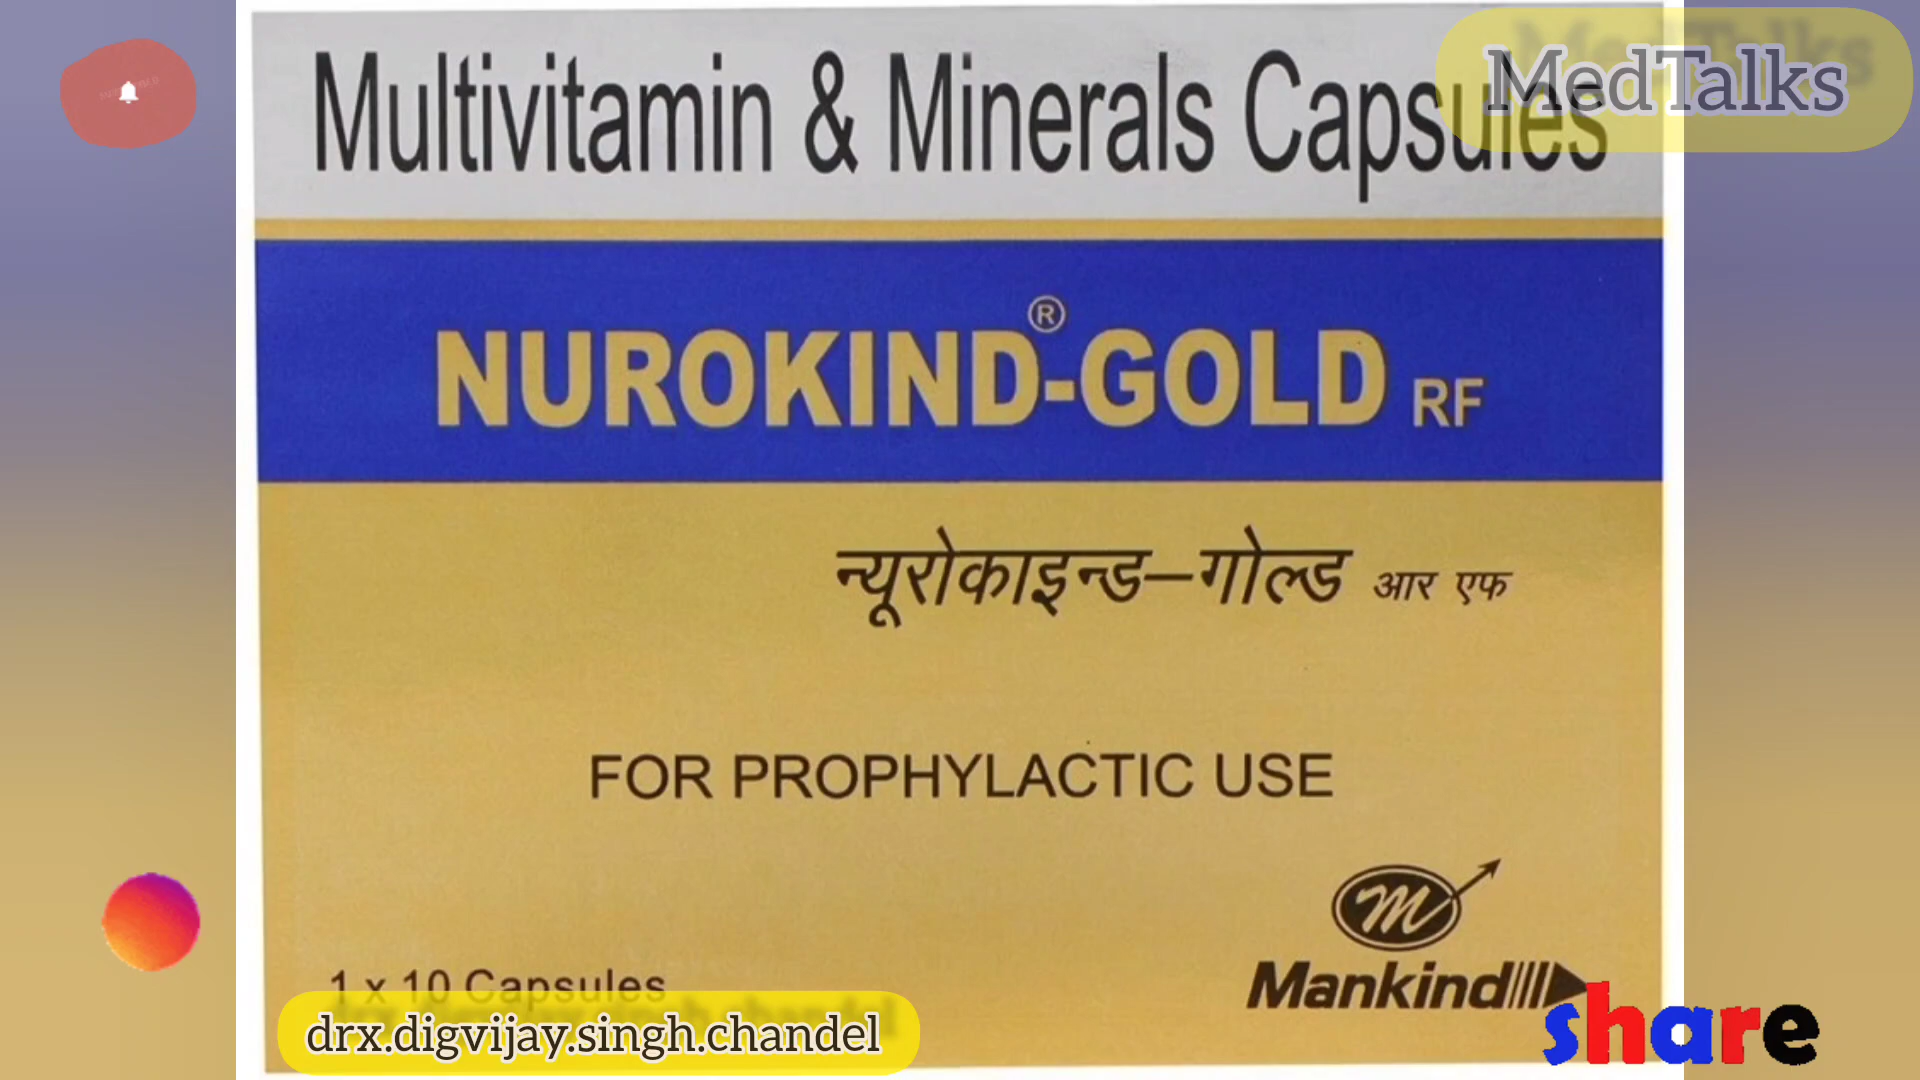 Multivitamin & Minerals Capsules
MedTalks
NUROKIND®-GOLD RF
न्यूरोकाइन्ड-गोल्ड आर एफ
FOR PROPHYLACTIC USE
m
Mankind
1 x 10 Capsules
drx.digvijay.singh.chandel
share